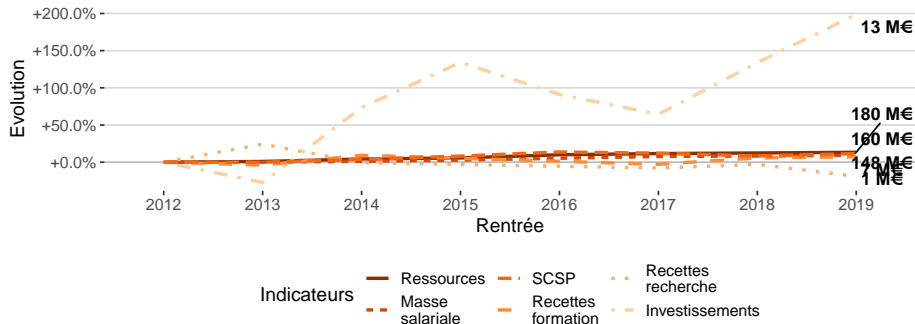 +200.0%
+150.0%
+100.0%
+50.0%
+0.0%
Evolution
13 M€
180 M€
160 M€
148 M€
1 M€
2012 2013 2014 2015 2016 2017 2018 2019
Rentrée
Indicateurs
Ressources
Masse
salariale
SCSP
Recettes
formation
Recettes
recherche
Investissements